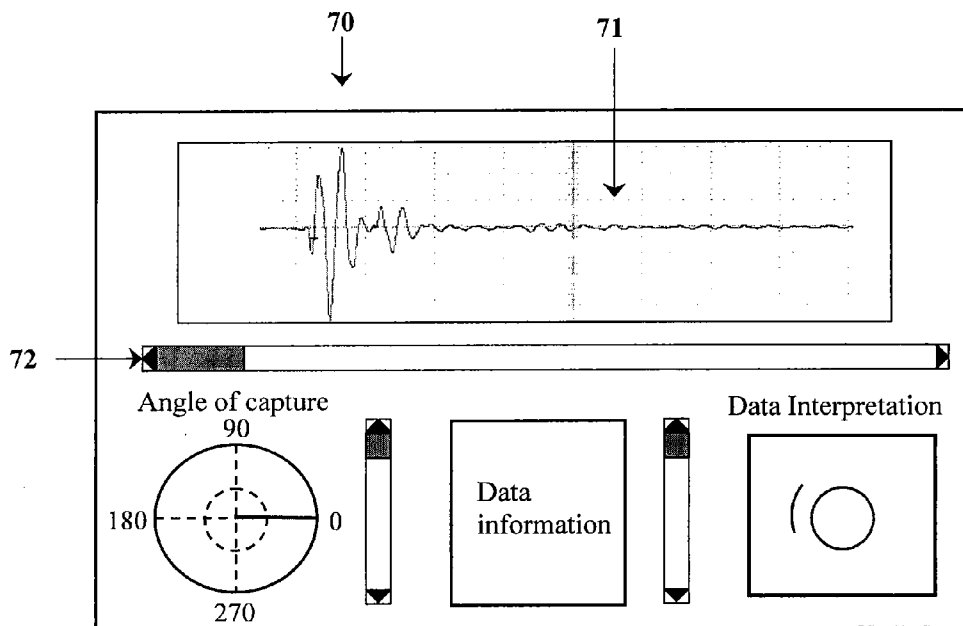 70
71
72
Angle of capture
90
180
0
270
Data
information
Data Interpretation